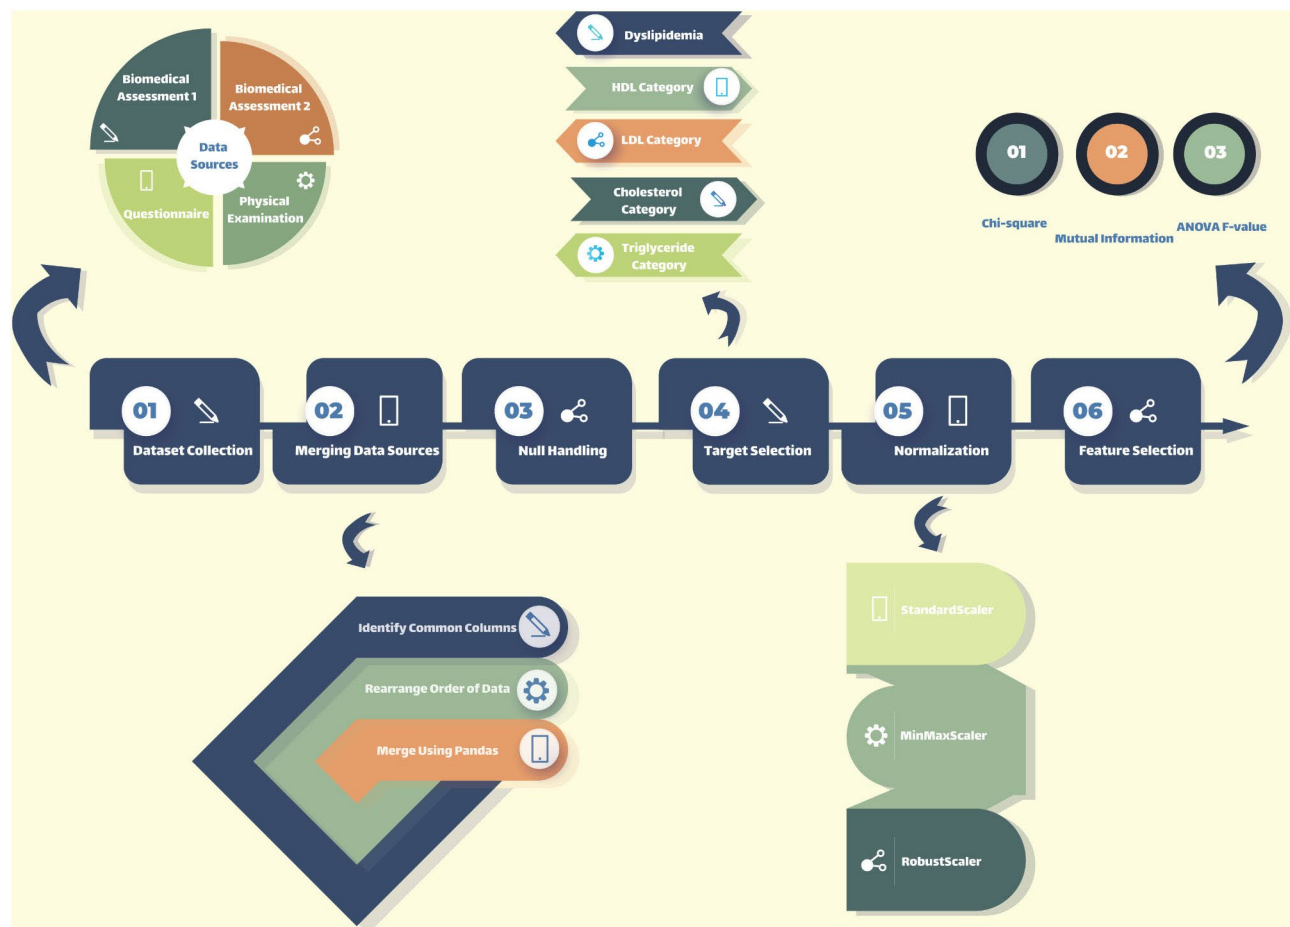 Biomedical
Assessment 1
Biomedical
Assessment 2
Data
Sources
Questionnaire
Physical
Examination
Dyslipidemia
HDL Category
LDL Category
Cholesterol
Category
Triglyceride
Category
01
02
03
Chi-square
Mutual Information
ANOVA F-value
01
Dataset Collection
02
Merging Data Sources
03
Null Handling
04
Target Selection
05
Normalization
06
Feature Selection
Identify Common Columns
Rearrange Order of Data
Merge Using Pandas
StandardScaler
MinMaxScaler
RobustScaler